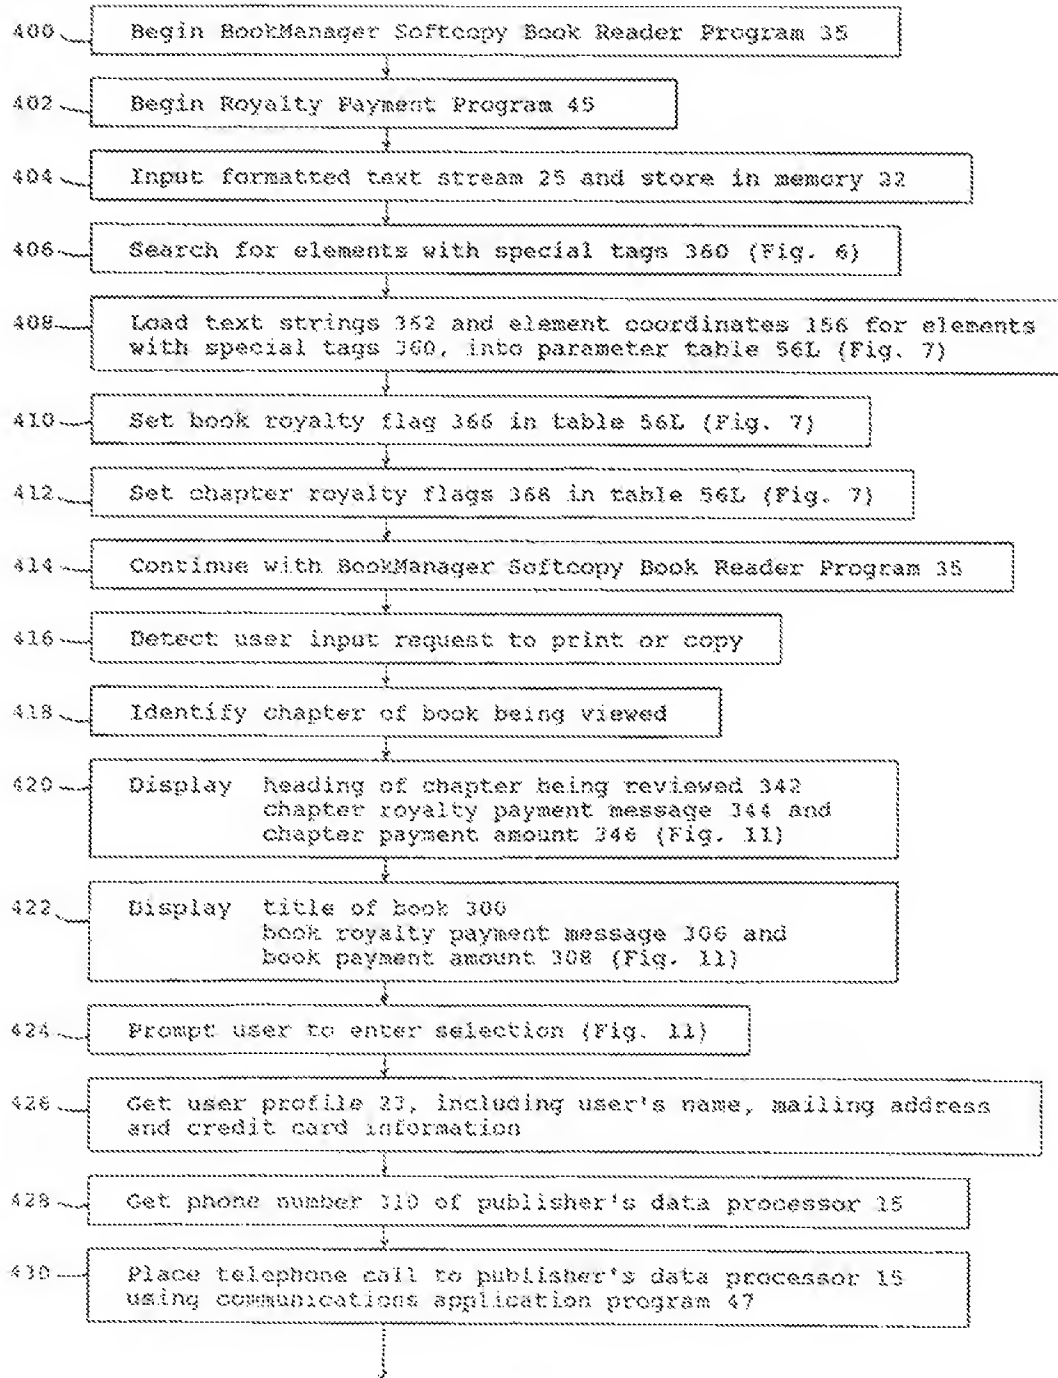 400 Begin BookManager Softcopy Book Reader Program 35
402 Begin Royalty Payment Program 45
404 Input formatted text stream 25 and store in memory 22
406 Search for elements with special tags 360 (Fig. 6)
408 Load text strings 362 and element coordinates 156 for elements
with special tags 360, into parameter table 56L (Fig. 7)
410 Set book royalty flag 366 in table 56L (Fig. 7)
412 Set chapter royalty flags 368 in table 56L (Fig. 7)
414 Continue with BookManager Softcopy Book Reader Program 35
416 Detect user input request to print or copy
418 Identify chapter of book being viewed
420 Display heading of chapter being reviewed 342
chapter royalty payment message 344 and
chapter payment amount 346 (Fig. 11)
422 Display title of book 300
book royalty payment message 306 and
book payment amount 308 (Fig. 11)
424 Prompt user to enter selection (Fig. 11)
426 Get user profile 23, including user's name, mailing address
and credit card information
428 Get phone number 310 of publisher's data processor 15
430 Place telephone call to publisher's data processor 15
using communications application program 47